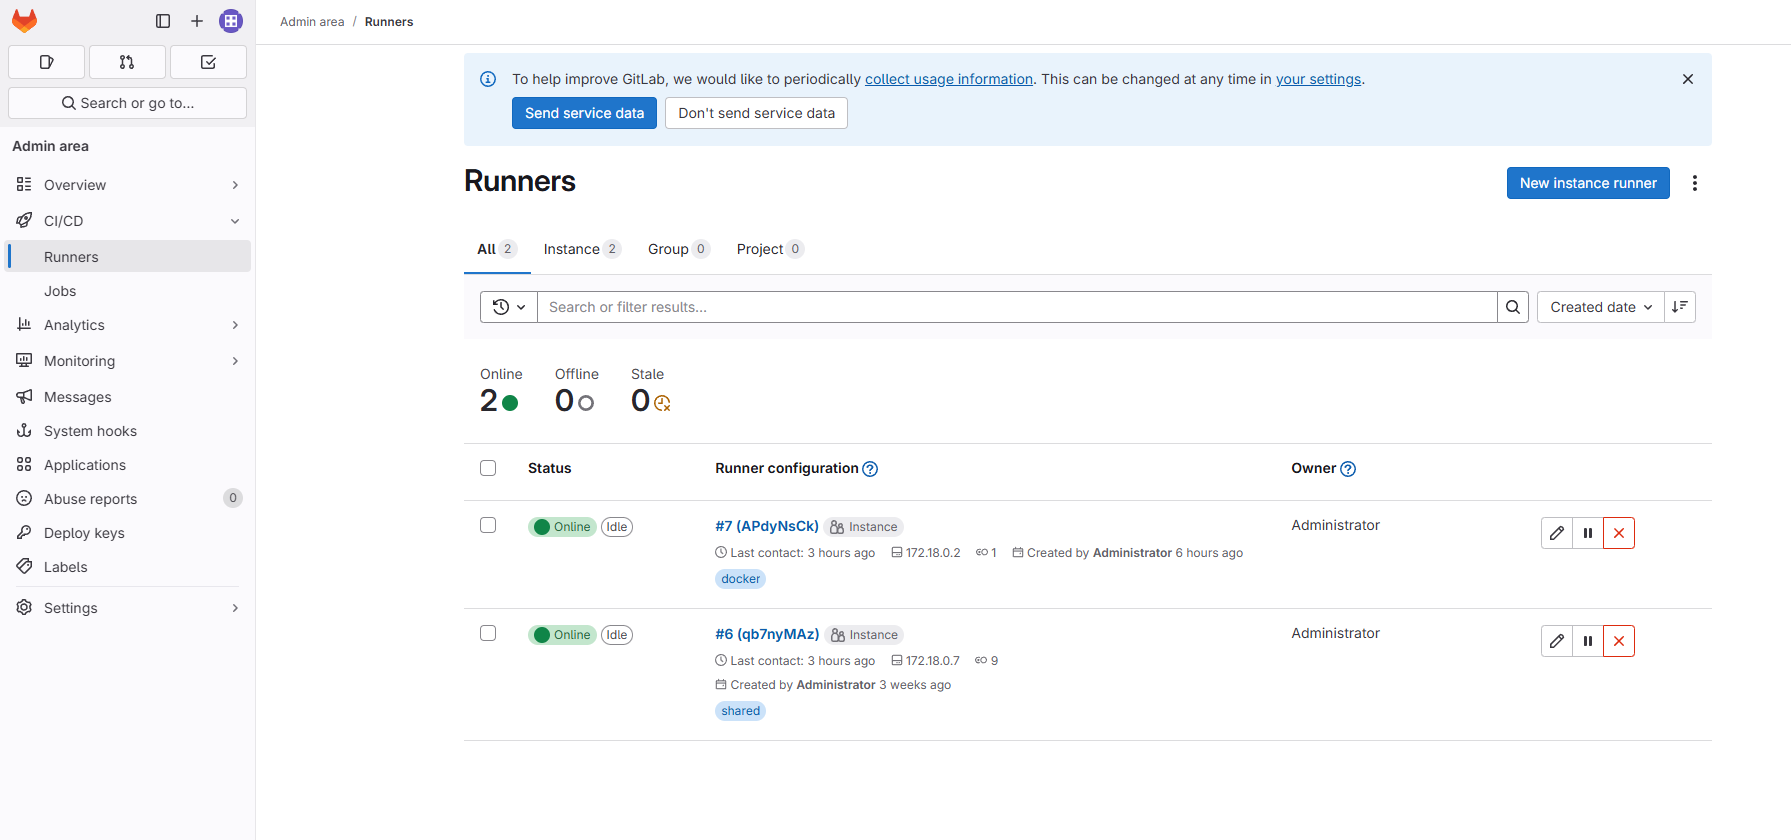 Admin area / Runners
Search or go to...
Admin area
Overview
CI/CD
Runners
Jobs
Analytics
Monitoring
Messages
System hooks
Applications
Abuse reports 0
Deploy keys
Labels
Settings
To help improve GitLab, we would like to periodically collect usage information. This can be changed at any time in your settings.
Send service data Don't send service data
Runners
New instance runner
All 2 Instance 2 Group 0 Project 0
Search or filter results...
Created date
Online Offline Stale
2 0 0
Status Runner configuration Owner
Online Idle #7 (APdyNsCk) Instance Administrator
Last contact: 3 hours ago 172.18.0.2 1 Created by Administrator 6 hours ago
docker
Online Idle #6 (qb7nyMAz) Instance Administrator
Last contact: 3 hours ago 172.18.0.7 9
Created by Administrator 3 weeks ago
shared